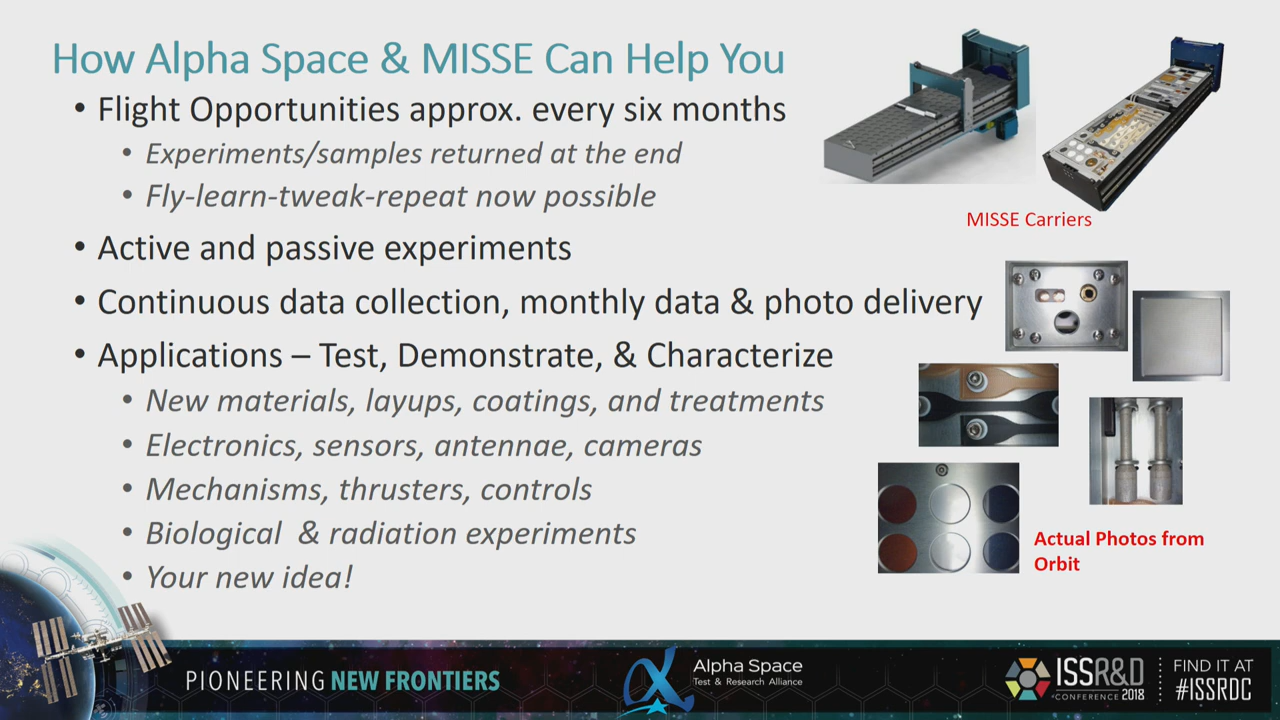 How Alpha Space & MISSE Can Help You
• Flight Opportunities approx. every six months
• Experiments/samples returned at the end
• Fly-learn-tweak-repeat now possible
• Active and passive experiments
• Continuous data collection, monthly data & photo delivery
• Applications – Test, Demonstrate, & Characterize
• New materials, layups, coatings, and treatments
• Electronics, sensors, antennae, cameras
• Mechanisms, thrusters, controls
• Biological & radiation experiments
• Your new idea!
MISSE Carriers
Actual Photos from
Orbit
PIONEERING NEW FRONTIERS
Alpha Space
Test & Research Alliance
ISSR&D
CONFERENCE 2018
FIND IT AT
#ISSRDC